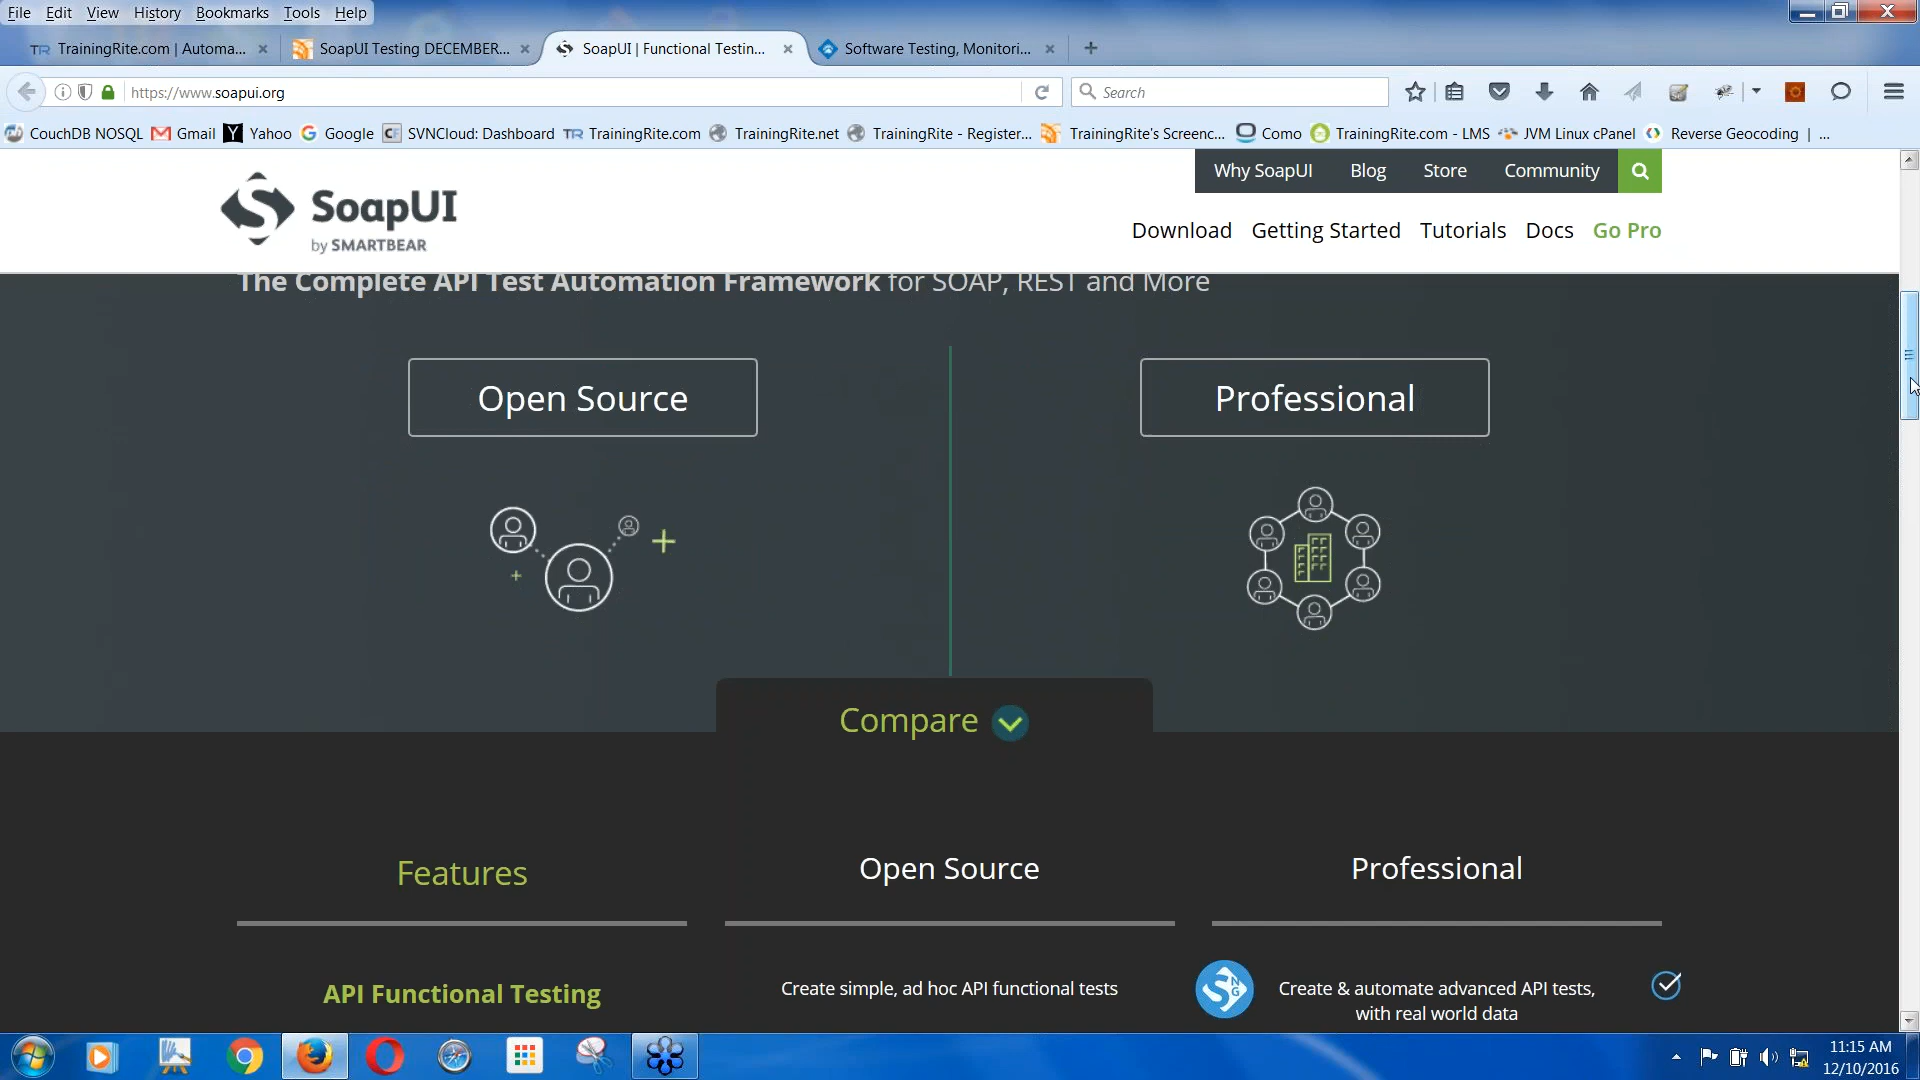 File Edit View History Bookmarks Tools Help
TR TrainingRite.com | Automa... SoapUI Testing DECEMBER... SoapUI | Functional Testin... Software Testing, Monitori...
https://www.soapui.org Search
CouchDB NOSQL Gmail Yahoo Google CF SVNCloud: Dashboard TR TrainingRite.com TrainingRite.net TrainingRite - Register... TrainingRite's Screenc... Como TrainingRite.com - LMS JVM Linux cPanel Reverse Geocoding | ...
Why SoapUI Blog Store Community
SoapUI
by SMARTBEAR
Download Getting Started Tutorials Docs Go Pro
The Complete API Test Automation Framework for SOAP, REST and More
Open Source Professional
Compare
Features Open Source Professional
API Functional Testing Create simple, ad hoc API functional tests NG Create & automate advanced API tests,
with real world data
11:15 AM
12/10/2016